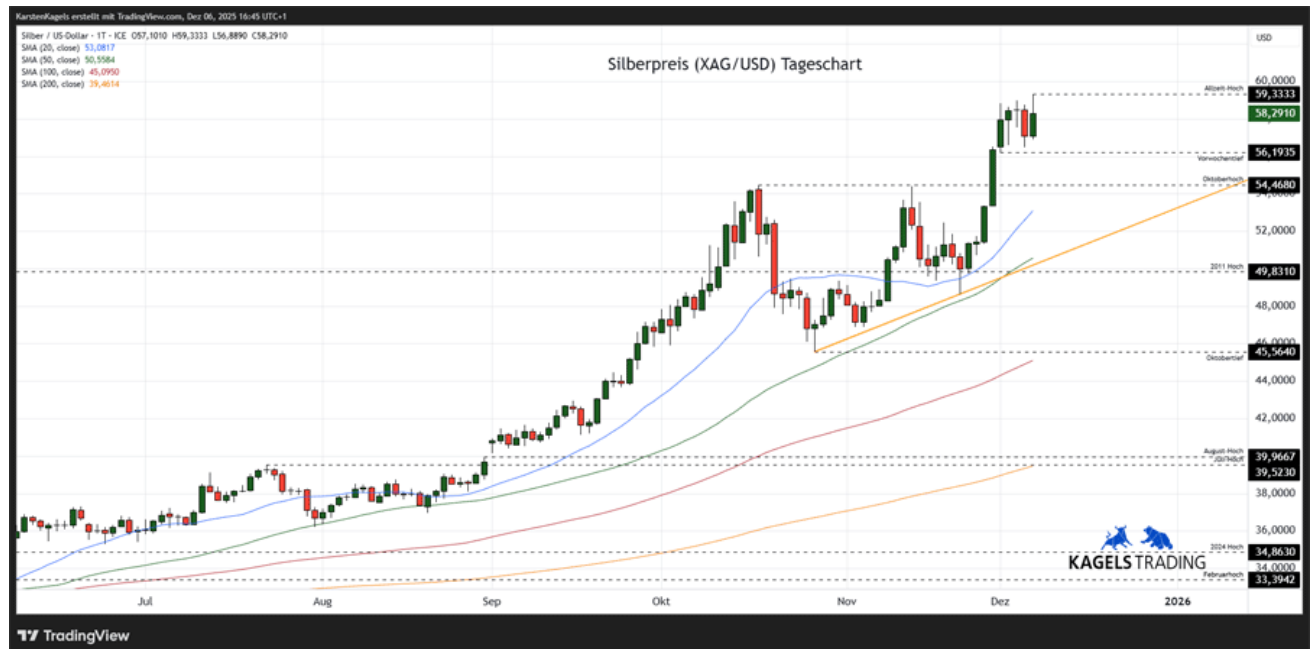 KarstenKagels erstellt mit TradingView.com, Dez 06, 2025 16:45 UTC+1
Silber / US-Dollar · 1T · ICE O57,1010 H59,3333 L56,8890 C58,2910
SMA (20, close) 53,0817
SMA (50, close) 50,5584
SMA (100, close) 45,0950
SMA (200, close) 39,4614
Silberpreis (XAG/USD) Tageschart
USD
60,0000
Allzeit-Hoch
59,3333
58,2910
56,1935
Vorwochentief
Oktoberhoch
54,4680
54,0000
52,0000
2011 Hoch
49,8310
48,0000
46,0000
45,5640
Oktobertief
44,0000
42,0000
August-Hoch
39,9667
Juli Hoch
39,5230
38,0000
36,0000
2024 Hoch
34,8630
34,0000
Februarhoch
33,3942
KAGELS TRADING
Jul
Aug
Sep
Okt
Nov
Dez
2026
TradingView